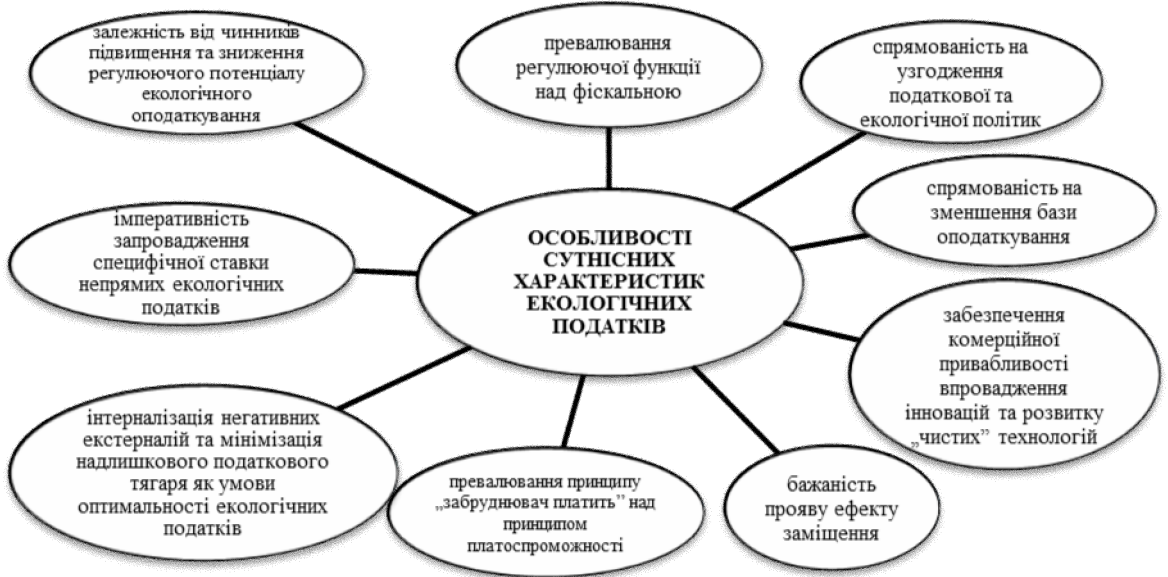 залежність від чинників
підвищення та зниження
регулюючого потенціалу
екологічного
оподаткування
превалювання
регулюючої функції
над фіскальною
спрямованість на
узгодження
податкової та
екологічної політик
імперативність
запровадження
специфічної ставки
непрямих екологічних
податків
ОСОБЛИВОСТІ
СУТНІСНИХ
ХАРАКТЕРИСТИК
ЕКОЛОГІЧНИХ
ПОДАТКІВ
спрямованість на
зменшення бази
оподаткування
забезпечення
комерційної
привабливості
впровадження
інновацій та розвитку
„чистих” технологій
інтерналізація негативних
екстерналій та мінімізація
надлишкового податкового
тягаря як умови
оптимальності екологічних
податків
превалювання принципу
„забруднювач платить” над
принципом
платоспроможності
бажаність
прояву ефекту
заміщення